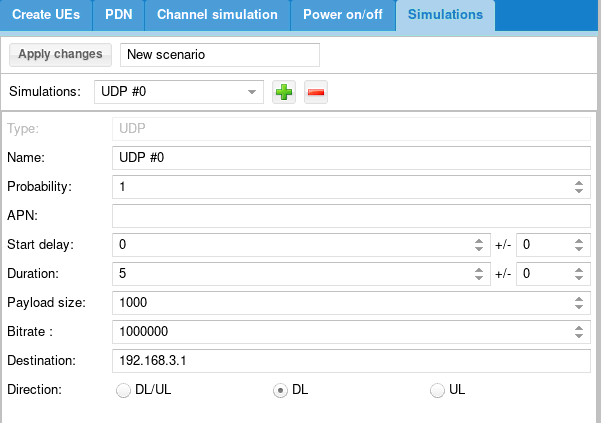 Create UEs PDN Channel simulation Power on/off Simulations
Apply changes New scenario
Simulations: UDP #0
Type: UDP
Name: UDP #0
Probability: 1
APN:
Start delay: 0 +/- 0
Duration: 5 +/- 0
Payload size: 1000
Bitrate : 1000000
Destination: 192.168.3.1
Direction: DL/UL DL UL